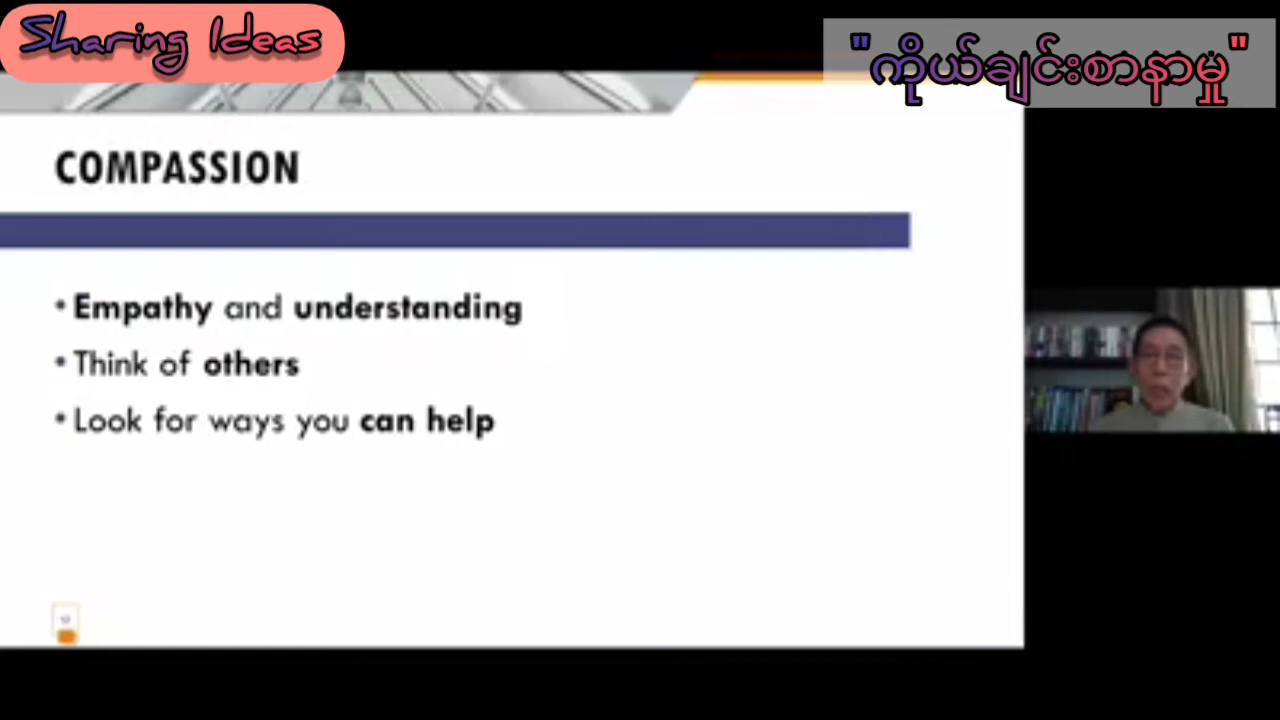 Sharing Ideas
"ကိုယ်ချင်းစာနာမှု"
COMPASSION
• Empathy and understanding
• Think of others
• Look for ways you can help